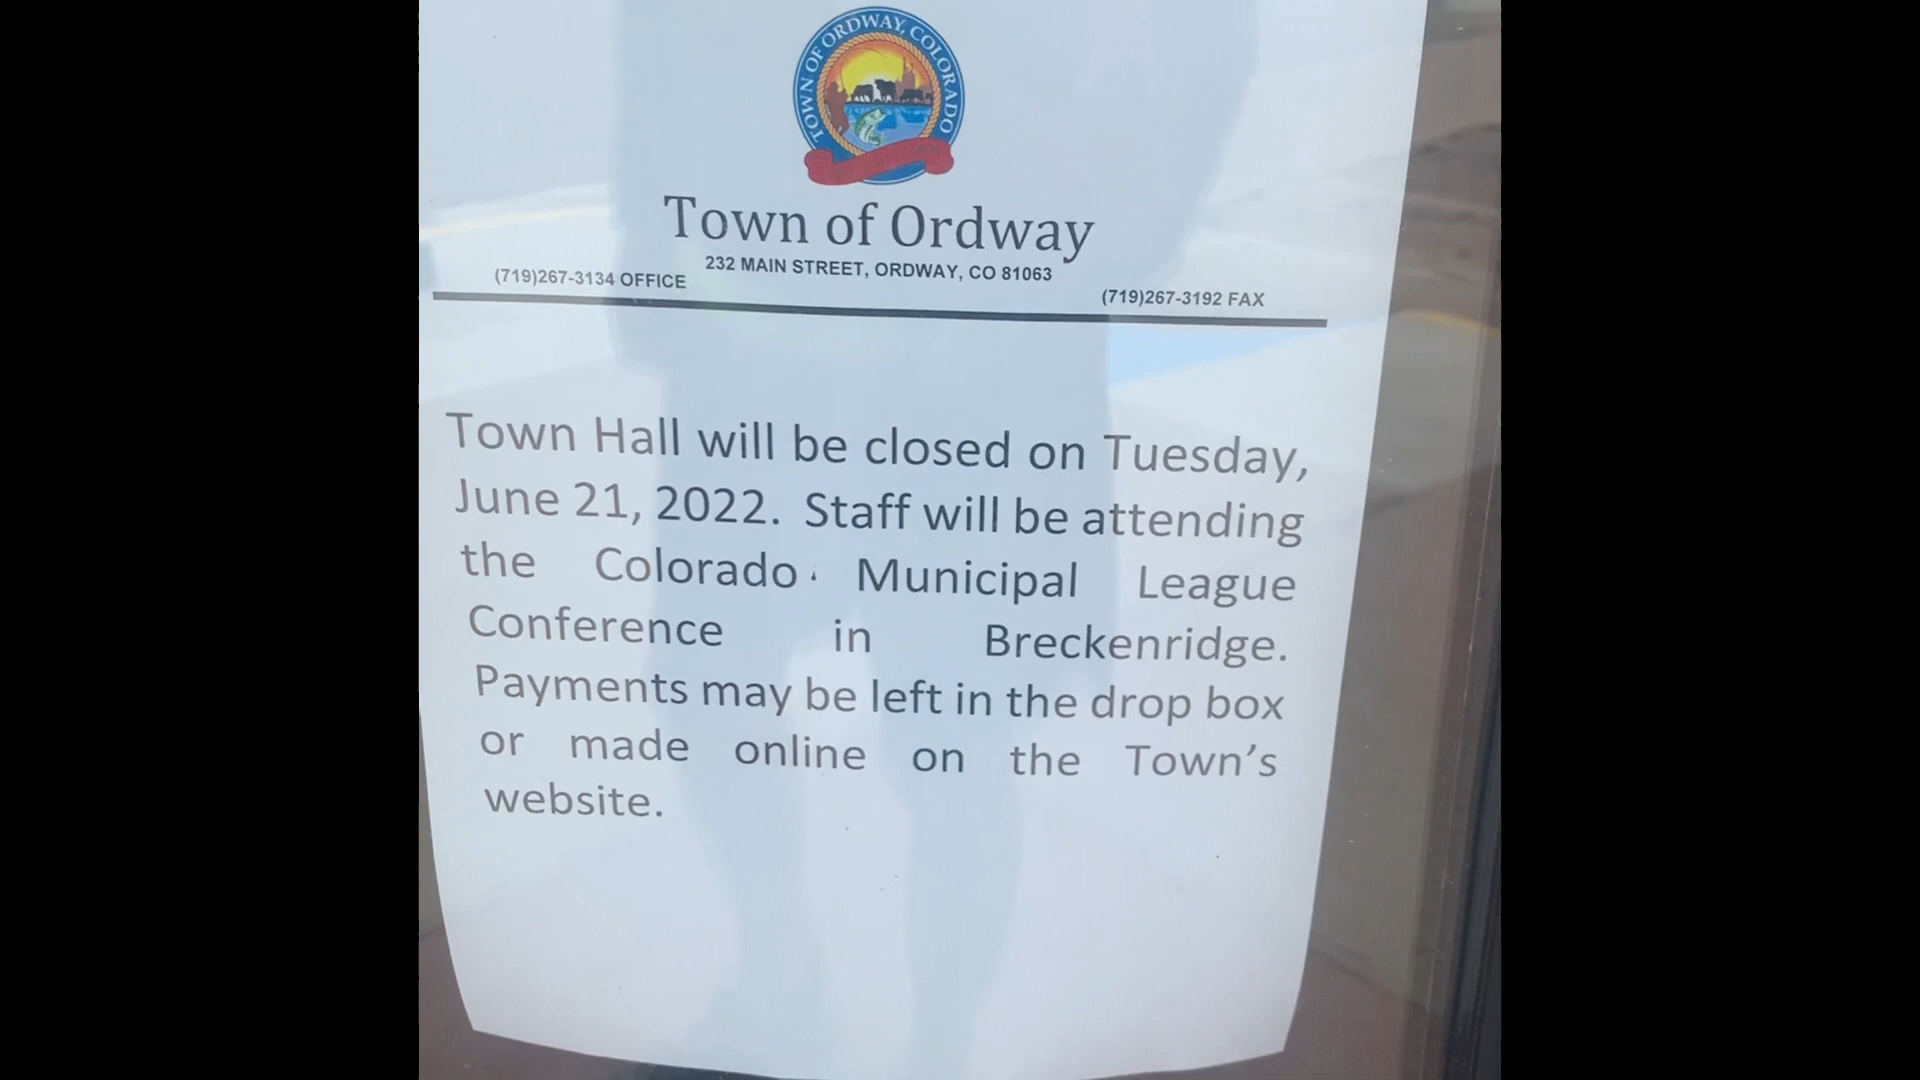 TOWN OF ORDWAY, COLORADO
Town of Ordway
232 MAIN STREET, ORDWAY, CO 81063
(719)267-3134 OFFICE
(719)267-3192 FAX
Town Hall will be closed on Tuesday,
June 21, 2022. Staff will be attending
the Colorado Municipal League
Conference in Breckenridge.
Payments may be left in the drop box
or made online on the Town's
website.